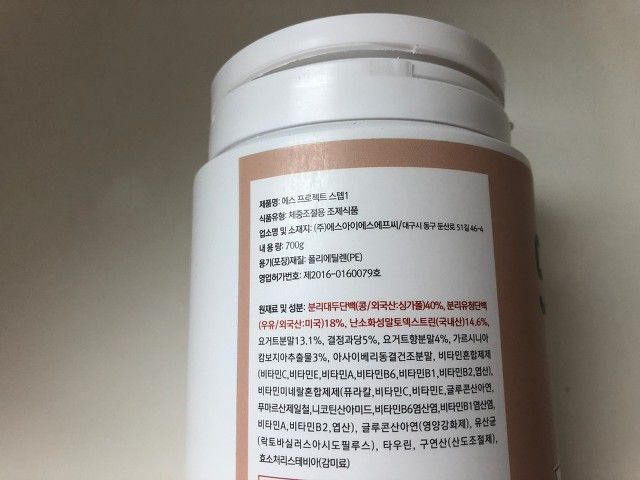 제품명: 에스 프로젝트 스텝1
식품유형: 체중조절용 조제식품
업소명 및 소재지: (주)에스아이에스에프씨/대구시 동구 둔산로 51길 46-4
내 용 량: 700g
용기(포장)재질: 폴리에틸렌(PE)
영업허가번호: 제2016-0160079호
원재료 및 성분: 분리대두단백(콩/외국산:싱가폴)40%, 분리유청단백
(우유/외국산:미국)18%, 난소화성말토덱스트린(국내산)14.6%,
요거트분말13.1%, 결정과당5%, 요거트향분말4%, 가르시니아
캄보지아추출물3%, 아사이베리동결건조분말, 비타민혼합제제
(비타민C,비타민E,비타민A,비타민B6,비타민B1,비타민B2,엽산),
비타민미네랄혼합제제(퓨라칼,비타민C,비타민E,글루콘산아연,
푸마르산제일철,니코틴산아미드,비타민B6염산염,비타민B1염산염,
비타민A,비타민B2,엽산), 글루콘산아연(영양강화제), 유산균
(락토바실러스아시도필루스), 타우린, 구연산(산도조절제),
효소처리스테비아(감미료)